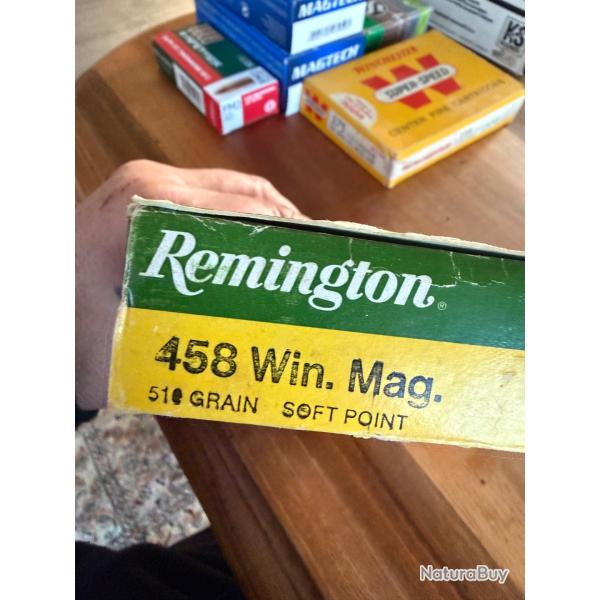 MAGTECH
MAGTECH
WINCHESTER
W
SUPER-SPEED
CENTER FIRE CARTRIDGES
Remington®
458 Win. Mag.
510 GRAIN SOFT POINT
NaturaBuy